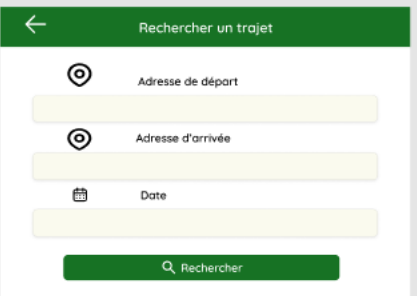 Rechercher un trajet
Adresse de départ
Adresse d'arrivée
Date
Rechercher